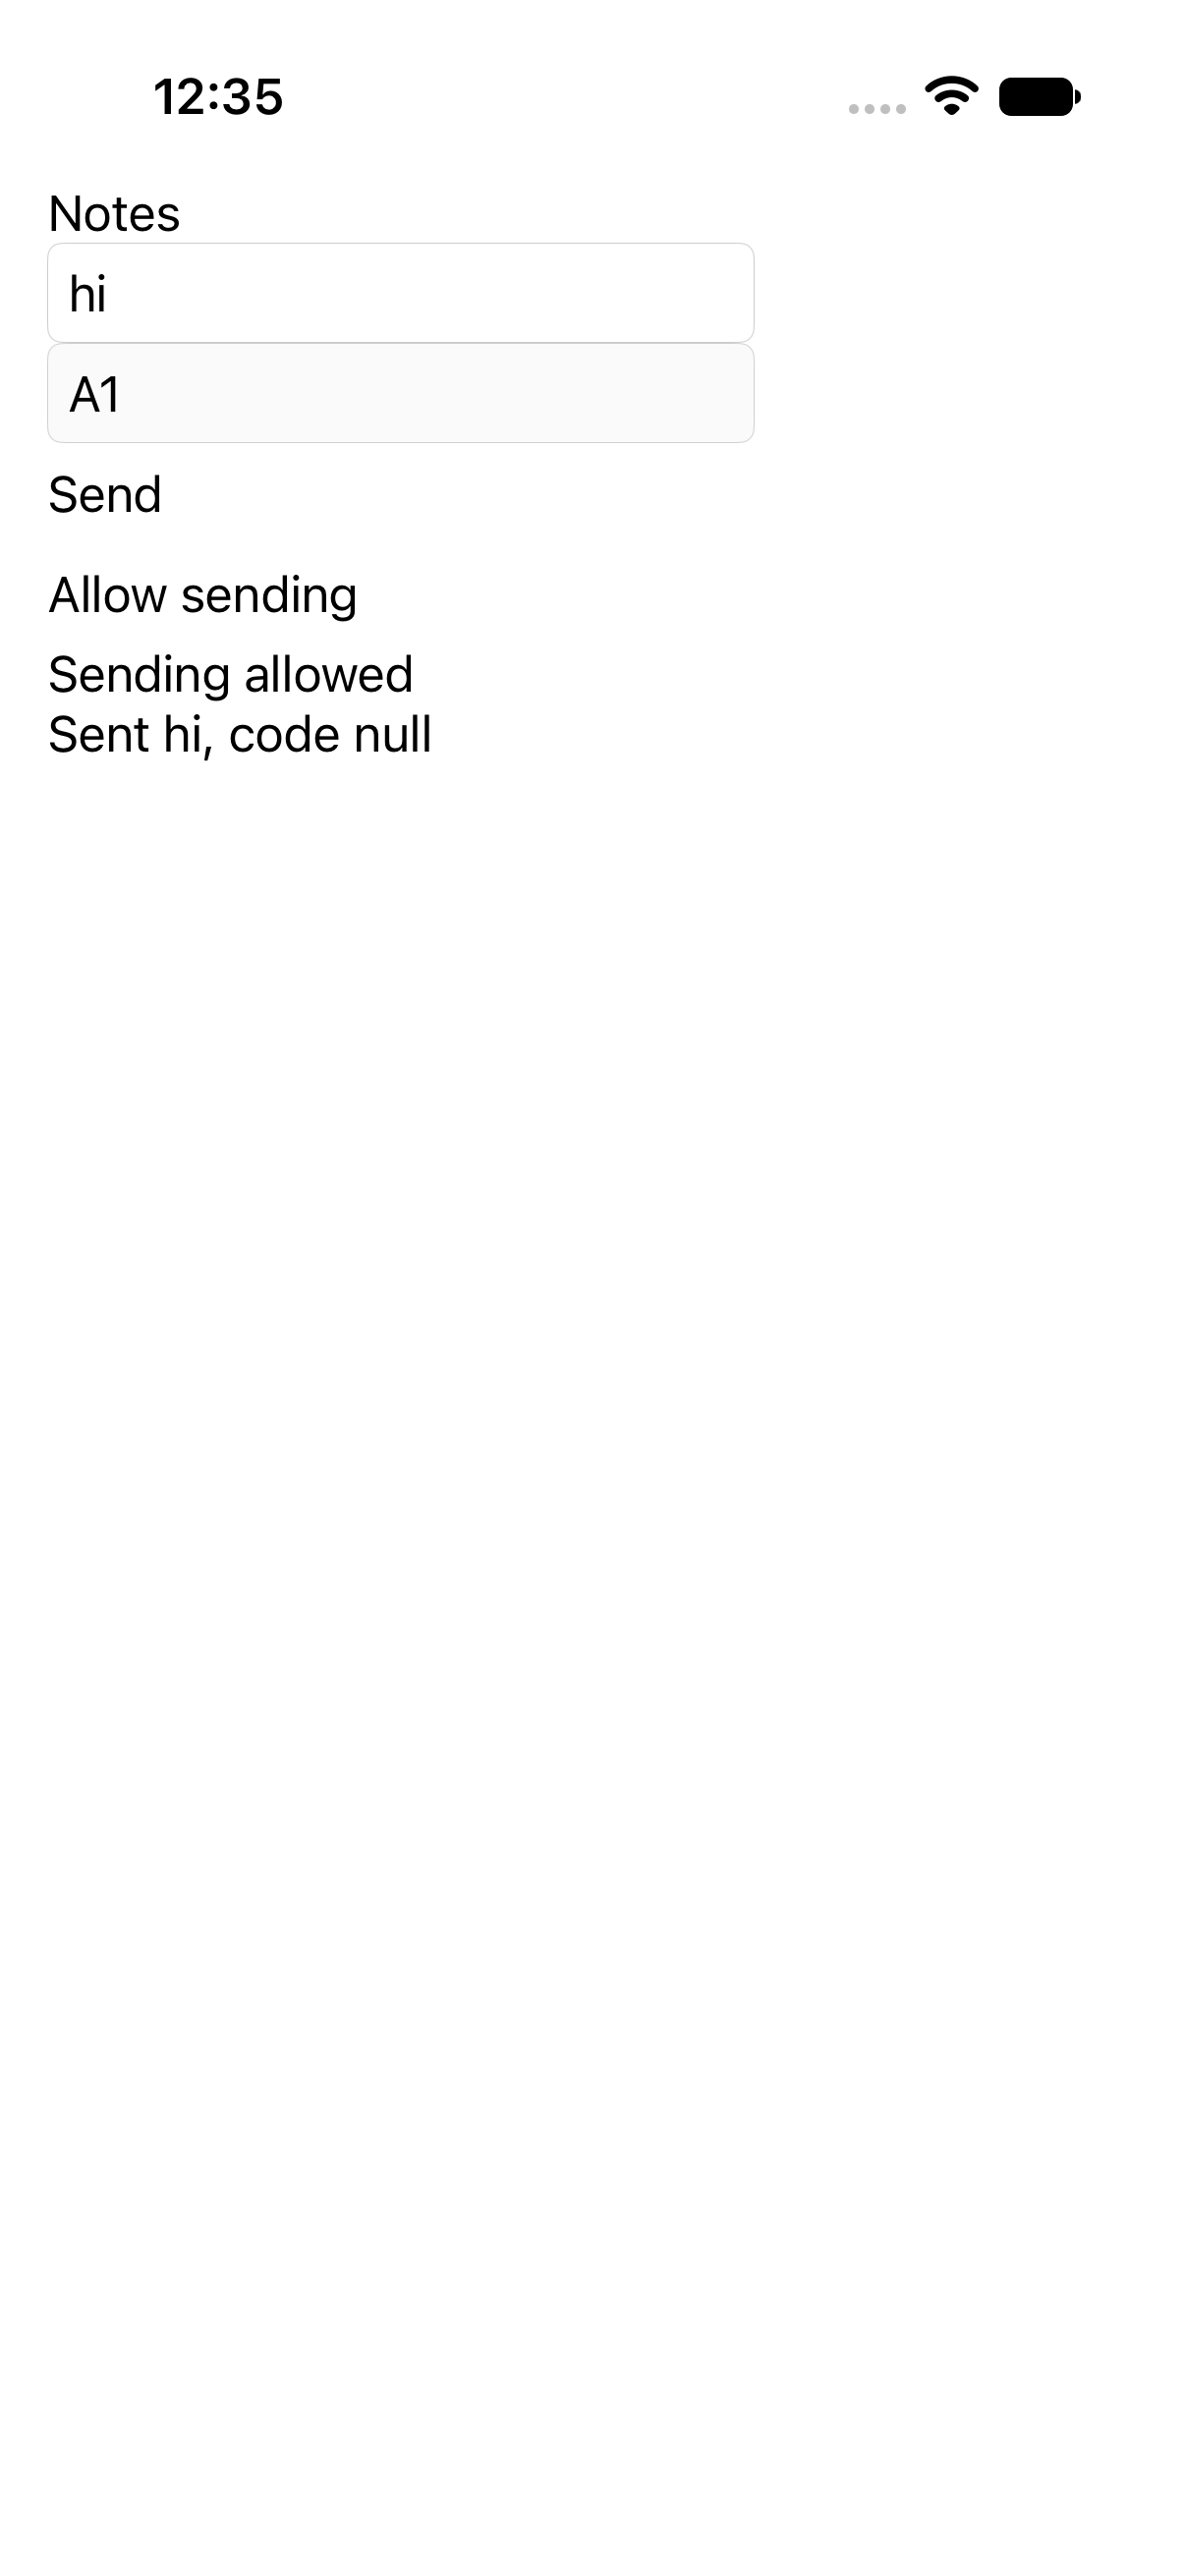 12:35
Notes
hi
A1
Send
Allow sending
Sending allowed
Sent hi, code null